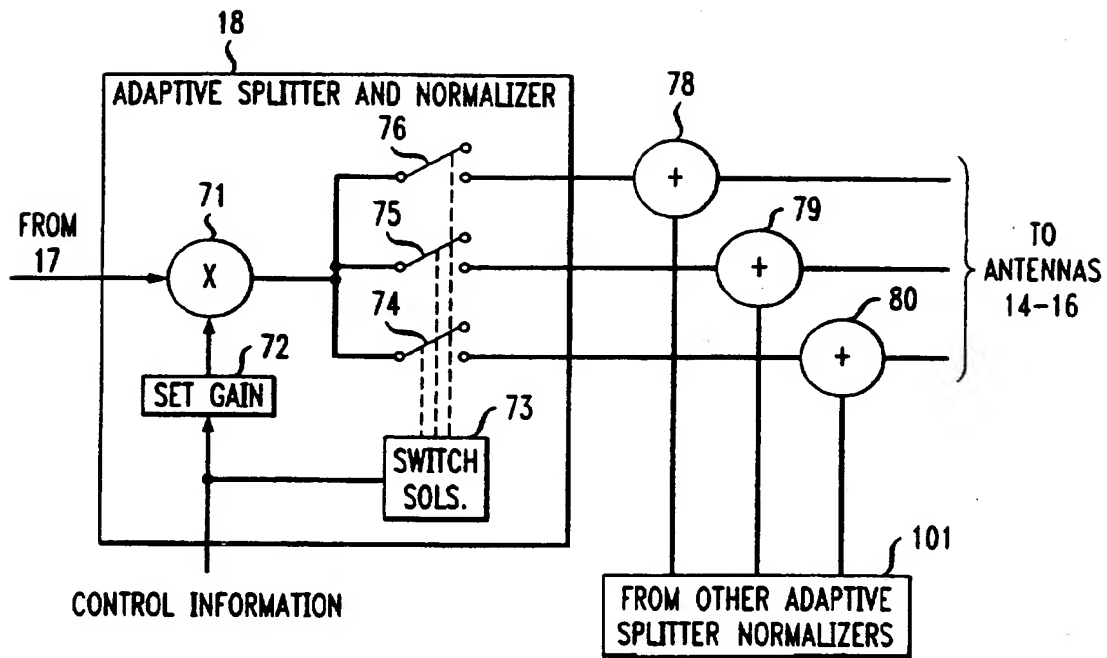 18
ADAPTIVE SPLITTER AND NORMALIZER
78
76
FROM
17
71
X
75
+
79
+
TO
ANTENNAS
14-16
74
80
+
72
SET GAIN
73
SWITCH
SOLS.
CONTROL INFORMATION
101
FROM OTHER ADAPTIVE
SPLITTER NORMALIZERS